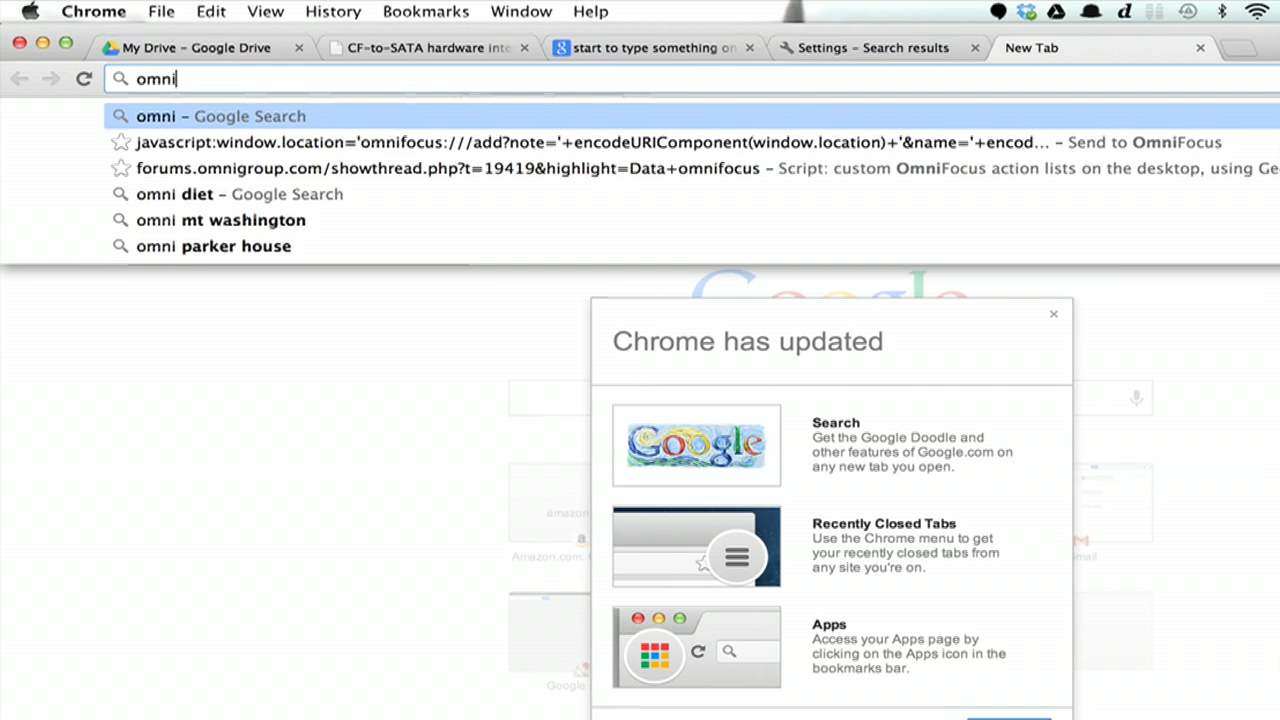 Chrome File Edit View History Bookmarks Window Help
My Drive – Google Drive CF-to-SATA hardware inte start to type something on Settings – Search results New Tab
omni
omni – Google Search
javascript:window.location='omnifocus:///add?note='+encodeURIComponent(window.location)+'&name='+encod... – Send to OmniFocus
forums.omnigroup.com/showthread.php?t=19419&highlight=Data+omnifocus – Script: custom OmniFocus action lists on the desktop, using Ge
omni diet – Google Search
omni mt washington
omni parker house
Google
Chrome has updated
Google
Search
Get the Google Doodle and
other features of Google.com on
any new tab you open.
Recently Closed Tabs
Use the Chrome menu to get
your recently closed tabs from
any site you're on.
Apps
Access your Apps page by
clicking on the Apps icon in the
bookmarks bar.
amazon
Amazon.com:
Google